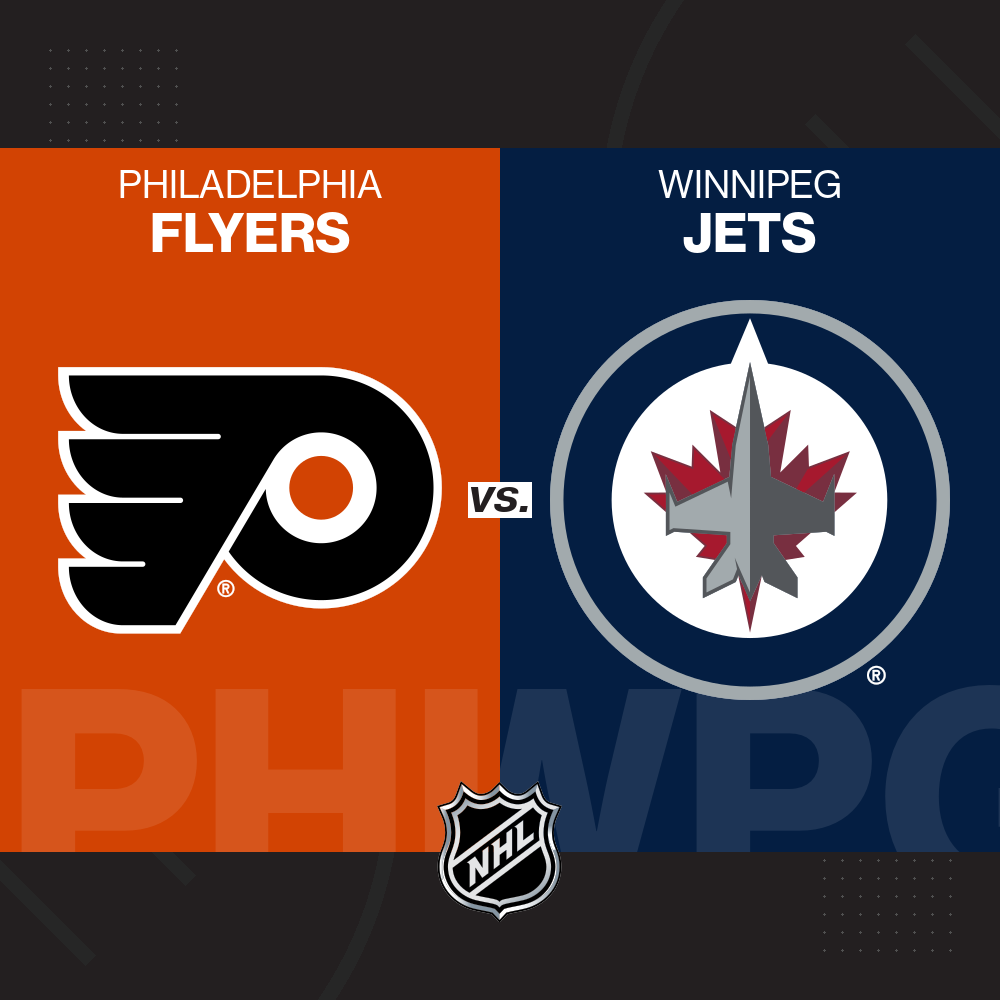 PHILADELPHIA
FLYERS
WINNIPEG
JETS
vs.
®
®
PHI
WPG
NHL